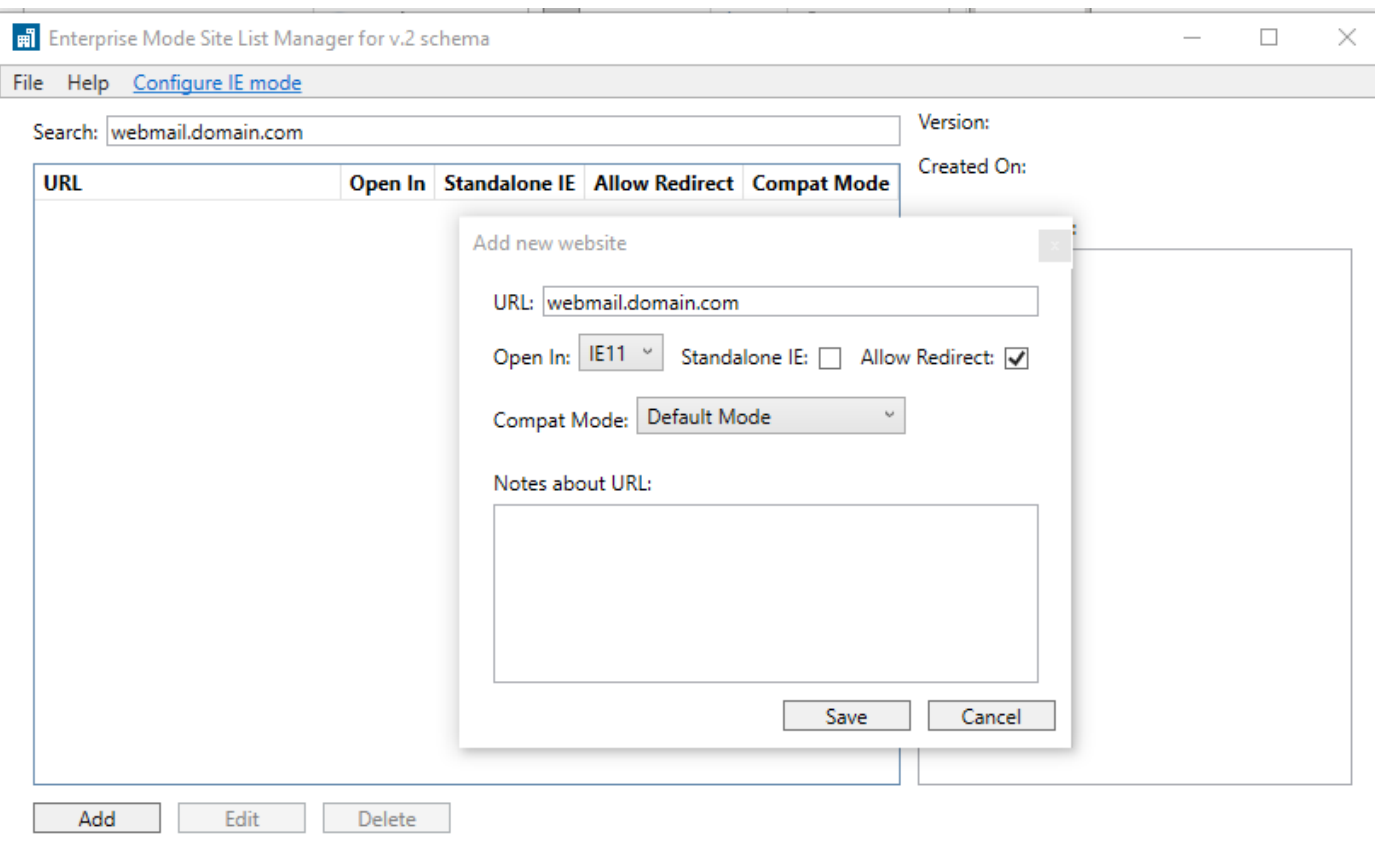 Enterprise Mode Site List Manager for v.2 schema
File Help Configure IE mode
Search: webmail.domain.com
Version:
Created On:
URL Open In Standalone IE Allow Redirect Compat Mode
Add new website
x
URL: webmail.domain.com
Open In: IE11 Standalone IE: Allow Redirect:
Compat Mode: Default Mode
Notes about URL:
Save Cancel
Add Edit Delete